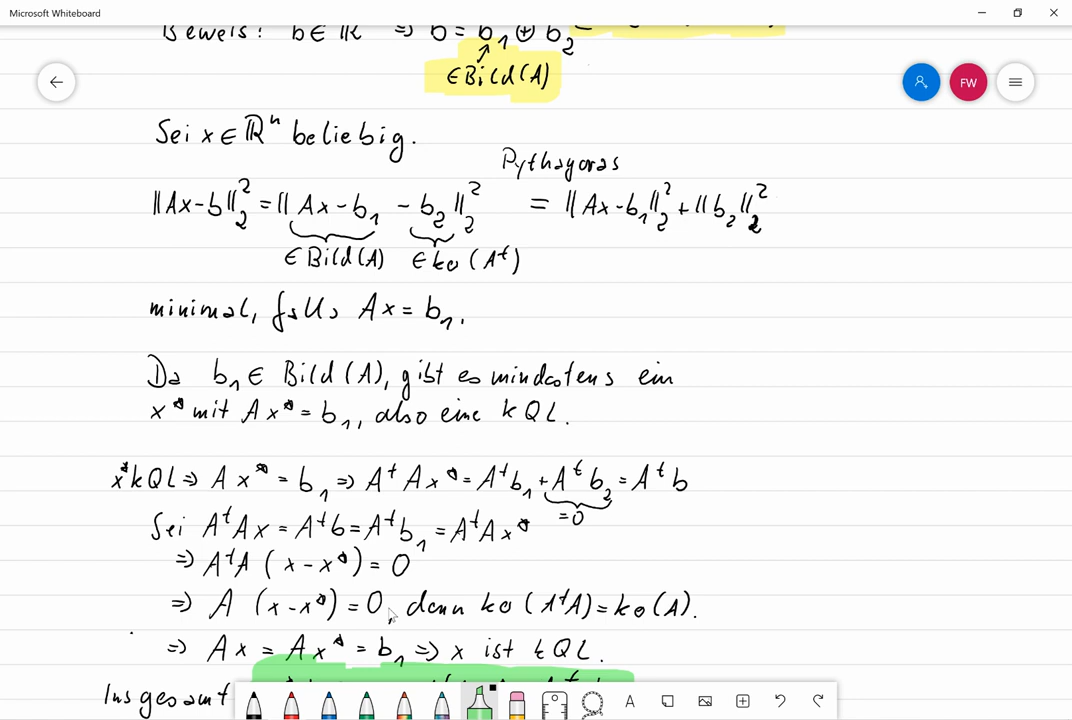 Microsoft Whiteboard
Beweis: b ∈ ℝ ⇒ b = b₁ ⊕ b₂
∈ Bild(A)
FW
Sei x ∈ ℝⁿ beliebig.
Pythagoras
||Ax-b||₂² = ||Ax-b₁ -b₂||₂² = ||Ax-b₁||₂² + ||b₂||₂²
∈ Bild(A) ∈ ko(Aᵗ)
minimal, falls Ax = b₁.
Da b₁ ∈ Bild(A), gibt es mindestens ein
x* mit Ax* = b₁, also eine kQL.
x* kQL ⇒ Ax* = b₁ ⇒ AᵗAx* = Aᵗb₁ + Aᵗb₂ = Aᵗb
=0
Sei AᵗAx = Aᵗb = Aᵗb₁ = AᵗAx*
⇒ AᵗA (x-x*) = 0
⇒ A (x-x*) = 0, denn ko(AᵗA) = ko(A).
⇒ Ax = Ax* = b₁ ⇒ x ist kQL.
Insgesamt
A